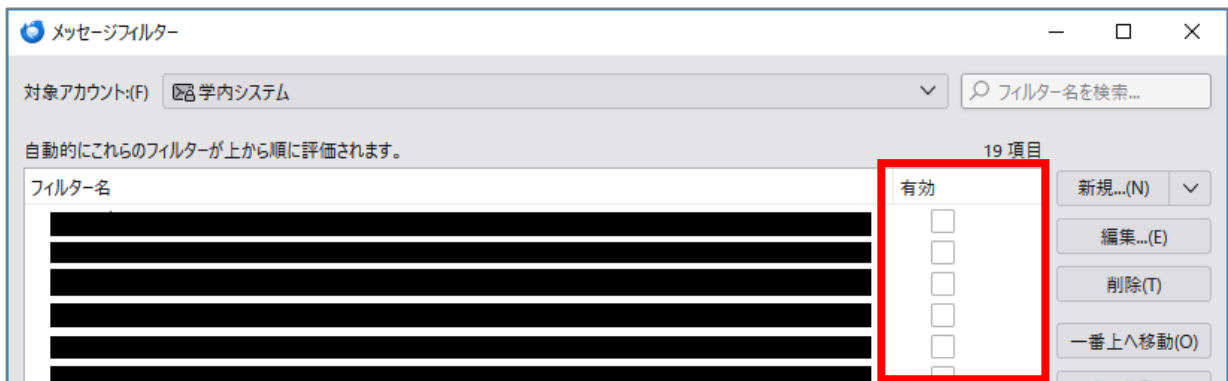 メッセージフィルター
対象アカウント:(F) 学内システム フィルター名を検索...
自動的にこれらのフィルターが上から順に評価されます。 19 項目
フィルター名 有効
新規...(N)
編集...(E)
削除(T)
一番上へ移動(O)